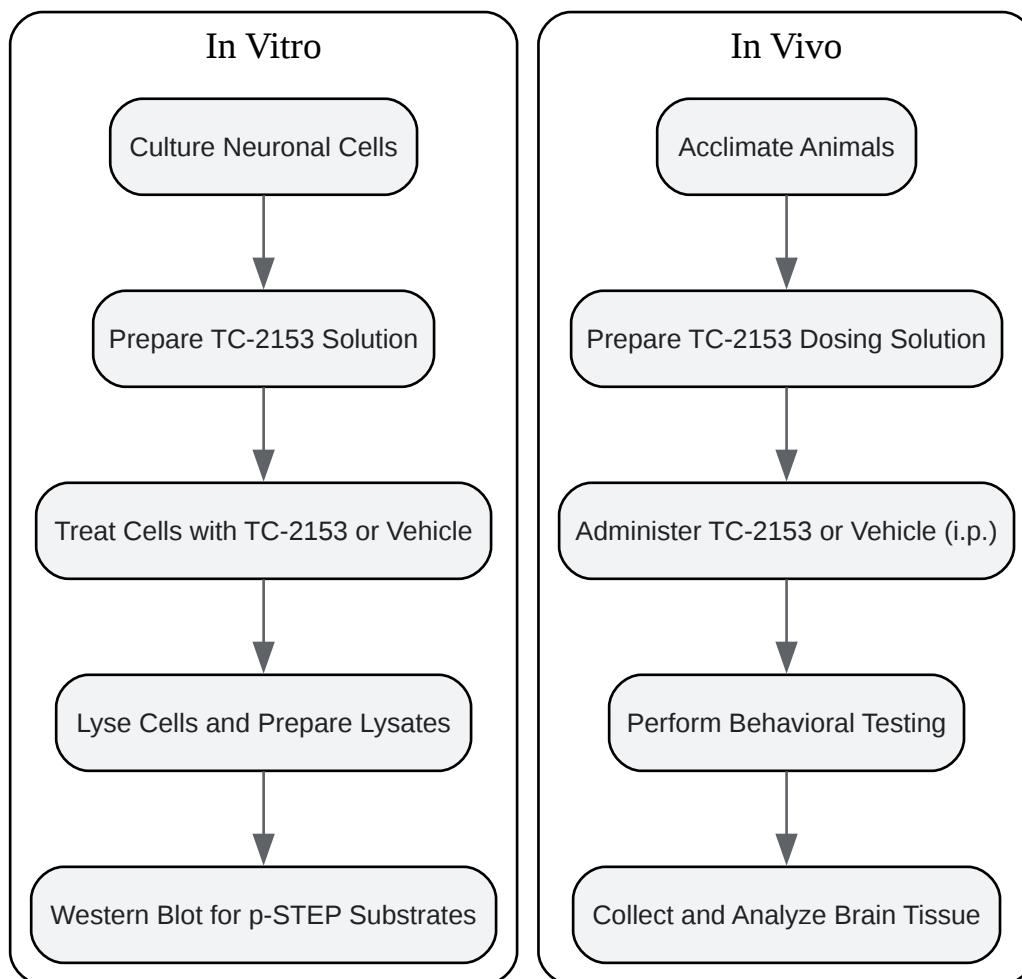 In Vitro
Culture Neuronal Cells
Prepare TC-2153 Solution
Treat Cells with TC-2153 or Vehicle
Lyse Cells and Prepare Lysates
Western Blot for p-STEP Substrates
In Vivo
Acclimate Animals
Prepare TC-2153 Dosing Solution
Administer TC-2153 or Vehicle (i.p.)
Perform Behavioral Testing
Collect and Analyze Brain Tissue